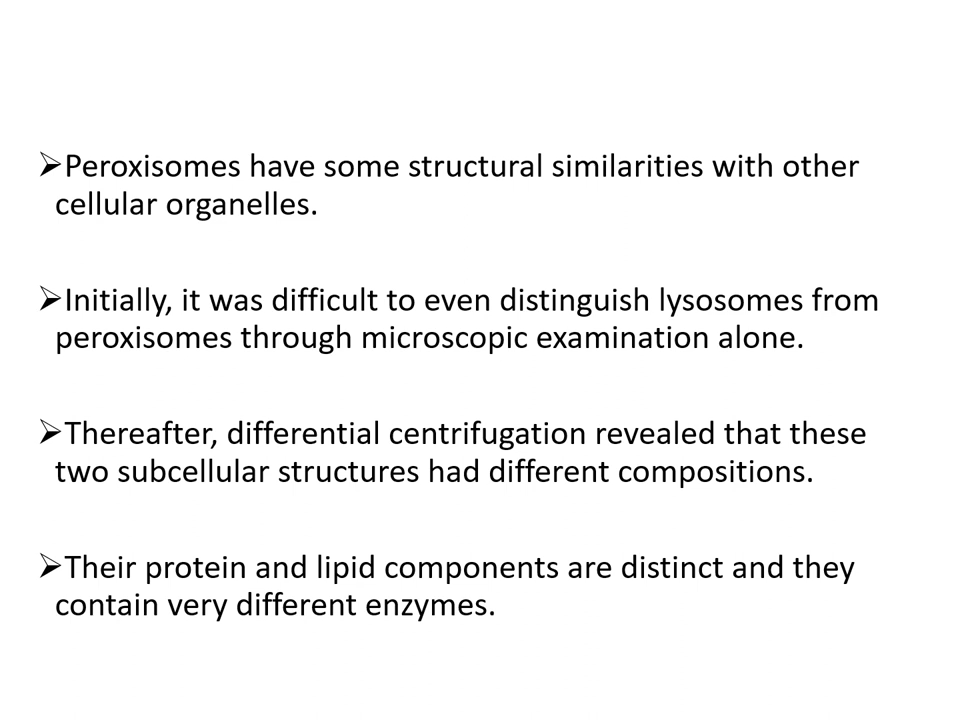 ➢Peroxisomes have some structural similarities with other
cellular organelles.
➢Initially, it was difficult to even distinguish lysosomes from
peroxisomes through microscopic examination alone.
➢Thereafter, differential centrifugation revealed that these
two subcellular structures had different compositions.
➢Their protein and lipid components are distinct and they
contain very different enzymes.